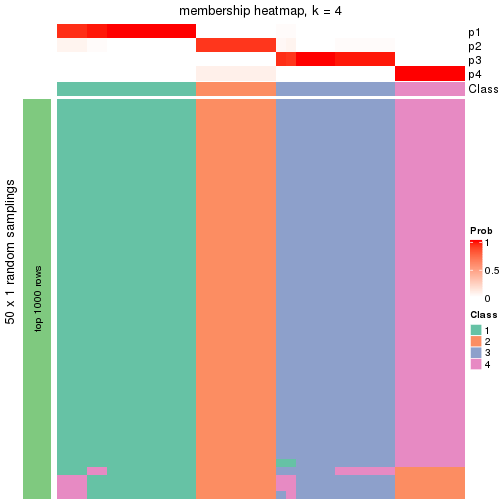 membership heatmap, k = 4
p1
p2
p3
p4
Class
50 x 1 random samplings
top 1000 rows
Prob
1
0.5
0
Class
1
2
3
4